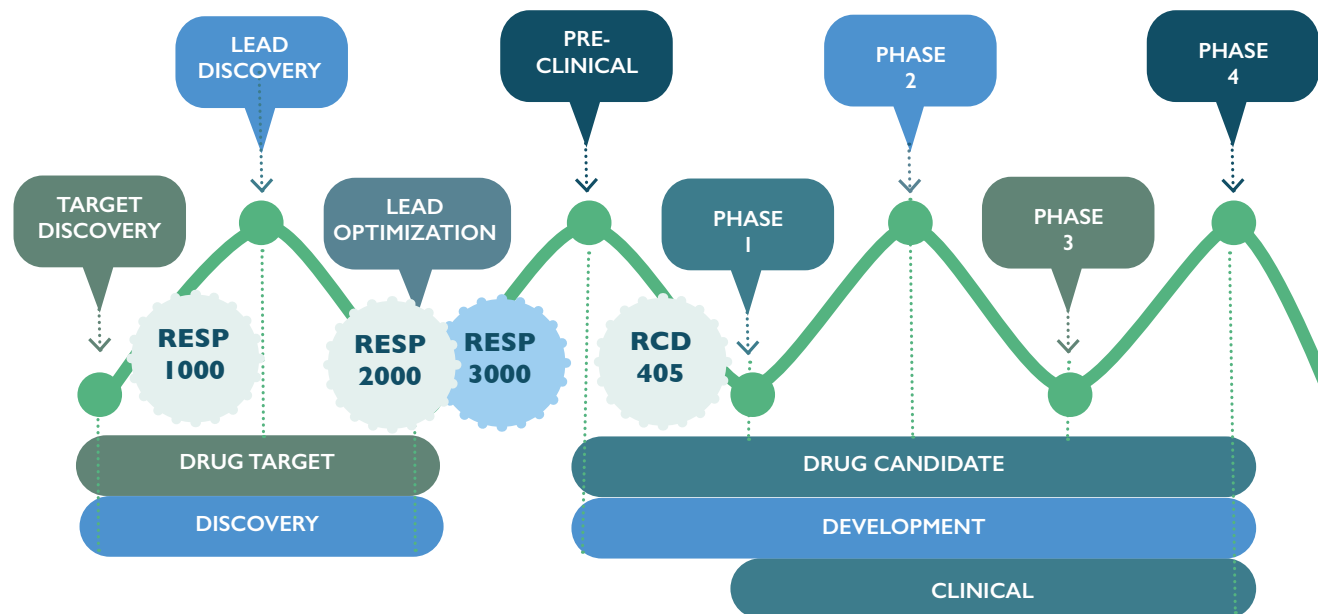 LEAD
DISCOVERY
PRE-
CLINICAL
PHASE
2
PHASE
4
TARGET
DISCOVERY
LEAD
OPTIMIZATION
PHASE
1
PHASE
3
RESP
1000
RESP
2000
RESP
3000
RCD
405
DRUG TARGET
DRUG CANDIDATE
DISCOVERY
DEVELOPMENT
CLINICAL